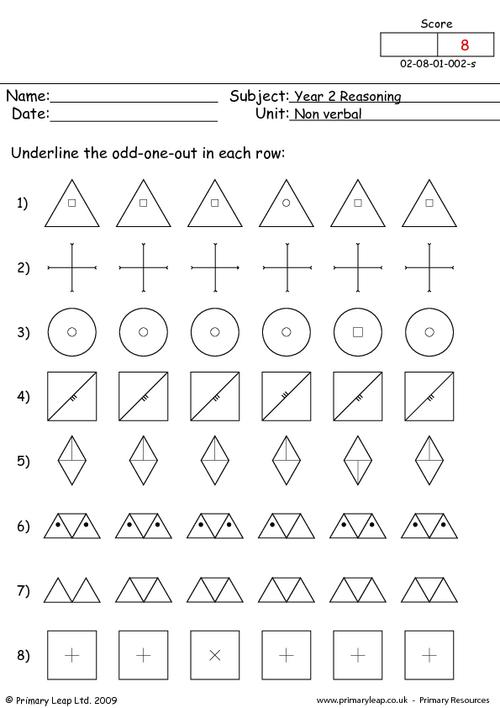 Score
8
02-08-01-002-s
Name:
Subject: Year 2 Reasoning
Date:
Unit: Non verbal
Underline the odd-one-out in each row:
1)
2)
3)
4)
5)
6)
7)
8)
© Primary Leap Ltd. 2009
www.primaryleap.co.uk - Primary Resources